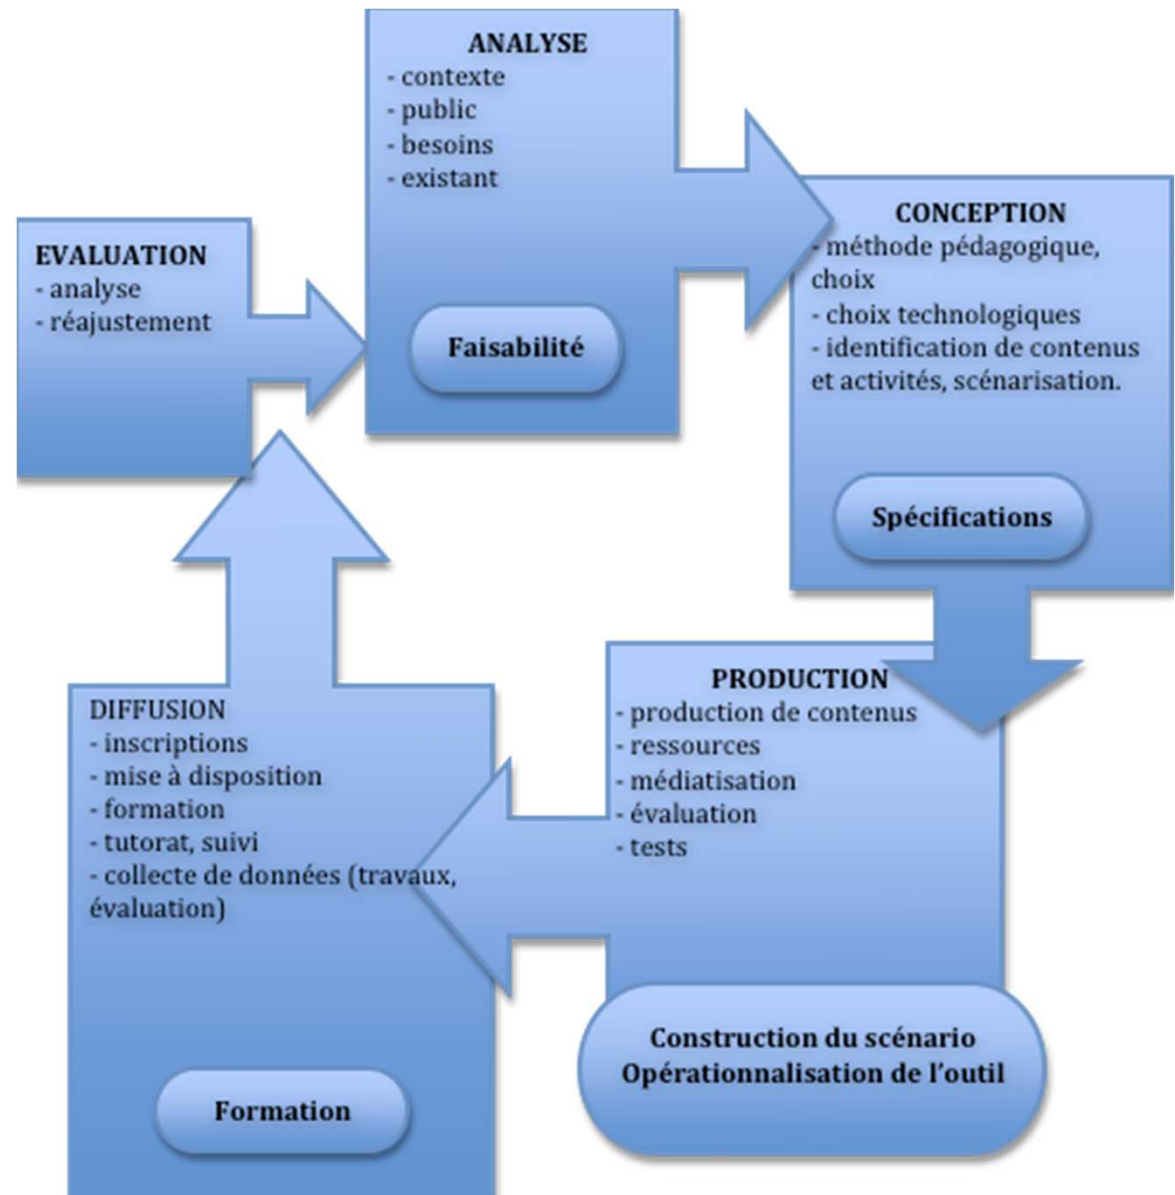 ANALYSE
- contexte
- public
- besoins
- existant
Faisabilité
CONCEPTION
- méthode pédagogique,
choix
- choix technologiques
- identification de contenus
et activités, scénarisation.
Spécifications
PRODUCTION
- production de contenus
- ressources
- médiatisation
- évaluation
- tests
Construction du scénario
Opérationnalisation de l’outil
DIFFUSION
- inscriptions
- mise à disposition
- formation
- tutorat, suivi
- collecte de données (travaux,
évaluation)
Formation
EVALUATION
- analyse
- réajustement